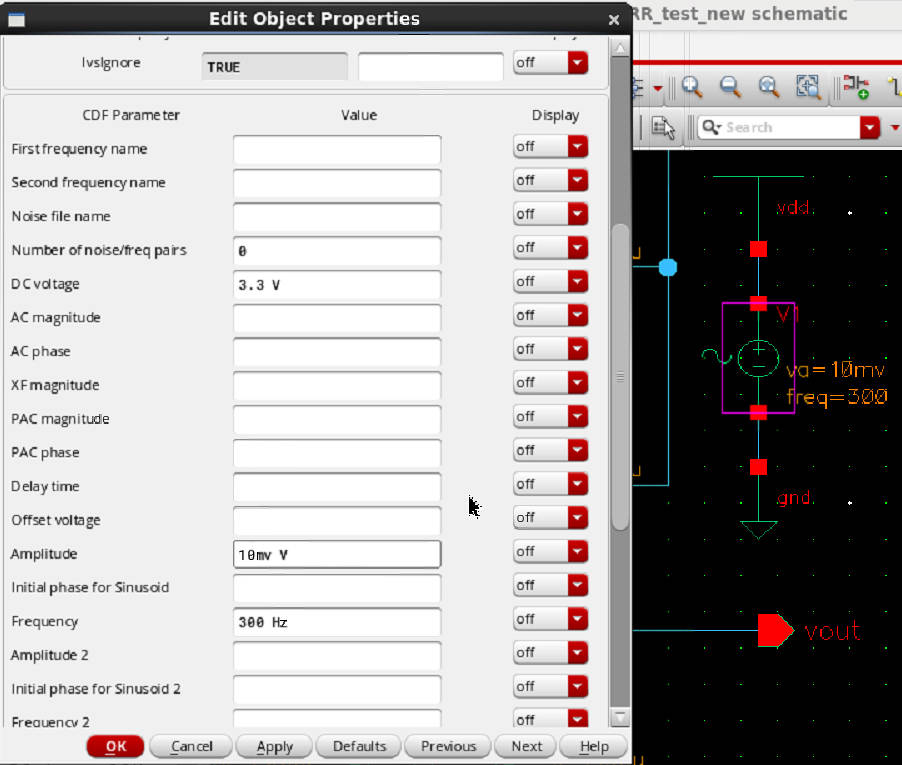 Edit Object Properties
RR_test_new schematic
lvsIgnore TRUE off
Search
CDF Parameter Value Display
First frequency name off
Second frequency name off
Noise file name off
Number of noise/freq pairs 0 off
DC voltage 3.3 V off
AC magnitude off
AC phase off
XF magnitude off
PAC magnitude off
PAC phase off
Delay time off
Offset voltage off
Amplitude 10mv V off
Initial phase for Sinusoid off
Frequency 300 Hz off
Amplitude 2 off
Initial phase for Sinusoid 2 off
Frequency 2 off
OK Cancel Apply Defaults Previous Next Help
vdd
V1
va=10mv
freq=300
gnd
vout